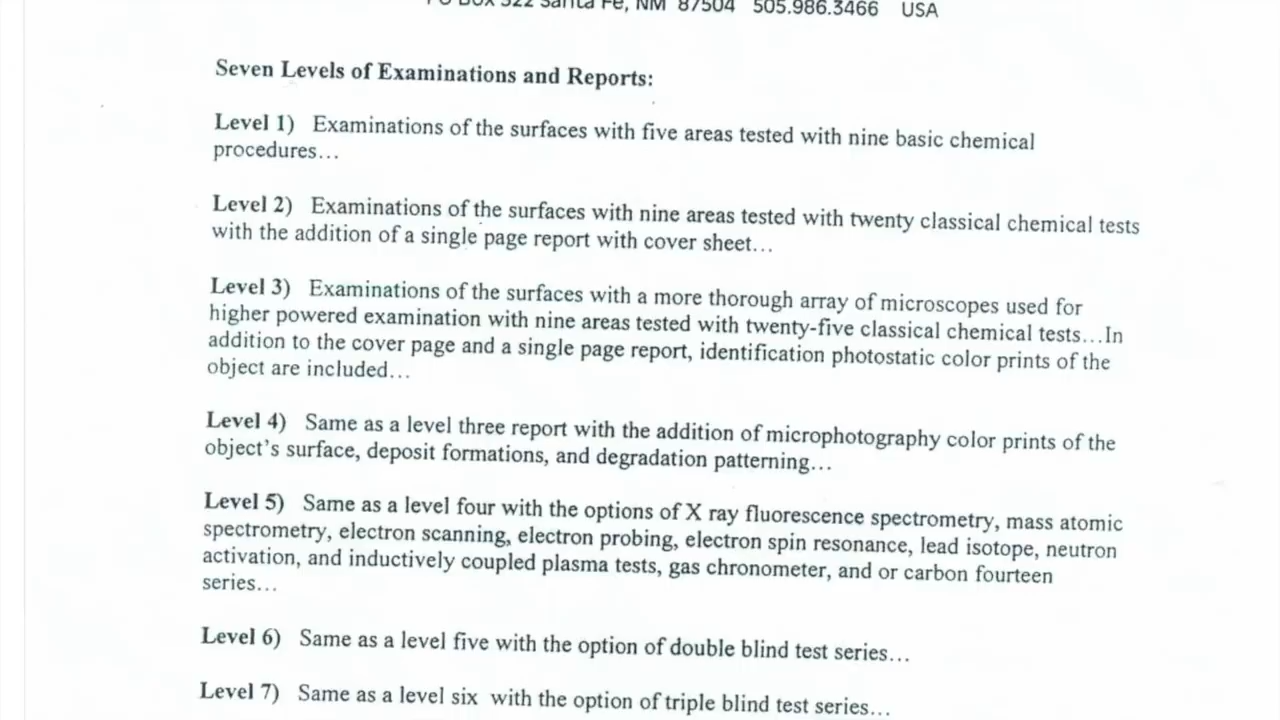 PO Box 322 Santa Fe, NM 87504 505.986.3466 USA
Seven Levels of Examinations and Reports:
Level 1) Examinations of the surfaces with five areas tested with nine basic chemical
procedures…
Level 2) Examinations of the surfaces with nine areas tested with twenty classical chemical tests
with the addition of a single page report with cover sheet…
Level 3) Examinations of the surfaces with a more thorough array of microscopes used for
higher powered examination with nine areas tested with twenty-five classical chemical tests…In
addition to the cover page and a single page report, identification photostatic color prints of the
object are included…
Level 4) Same as a level three report with the addition of microphotography color prints of the
object's surface, deposit formations, and degradation patterning…
Level 5) Same as a level four with the options of X ray fluorescence spectrometry, mass atomic
spectrometry, electron scanning, electron probing, electron spin resonance, lead isotope, neutron
activation, and inductively coupled plasma tests, gas chronometer, and or carbon fourteen
series…
Level 6) Same as a level five with the option of double blind test series…
Level 7) Same as a level six with the option of triple blind test series…